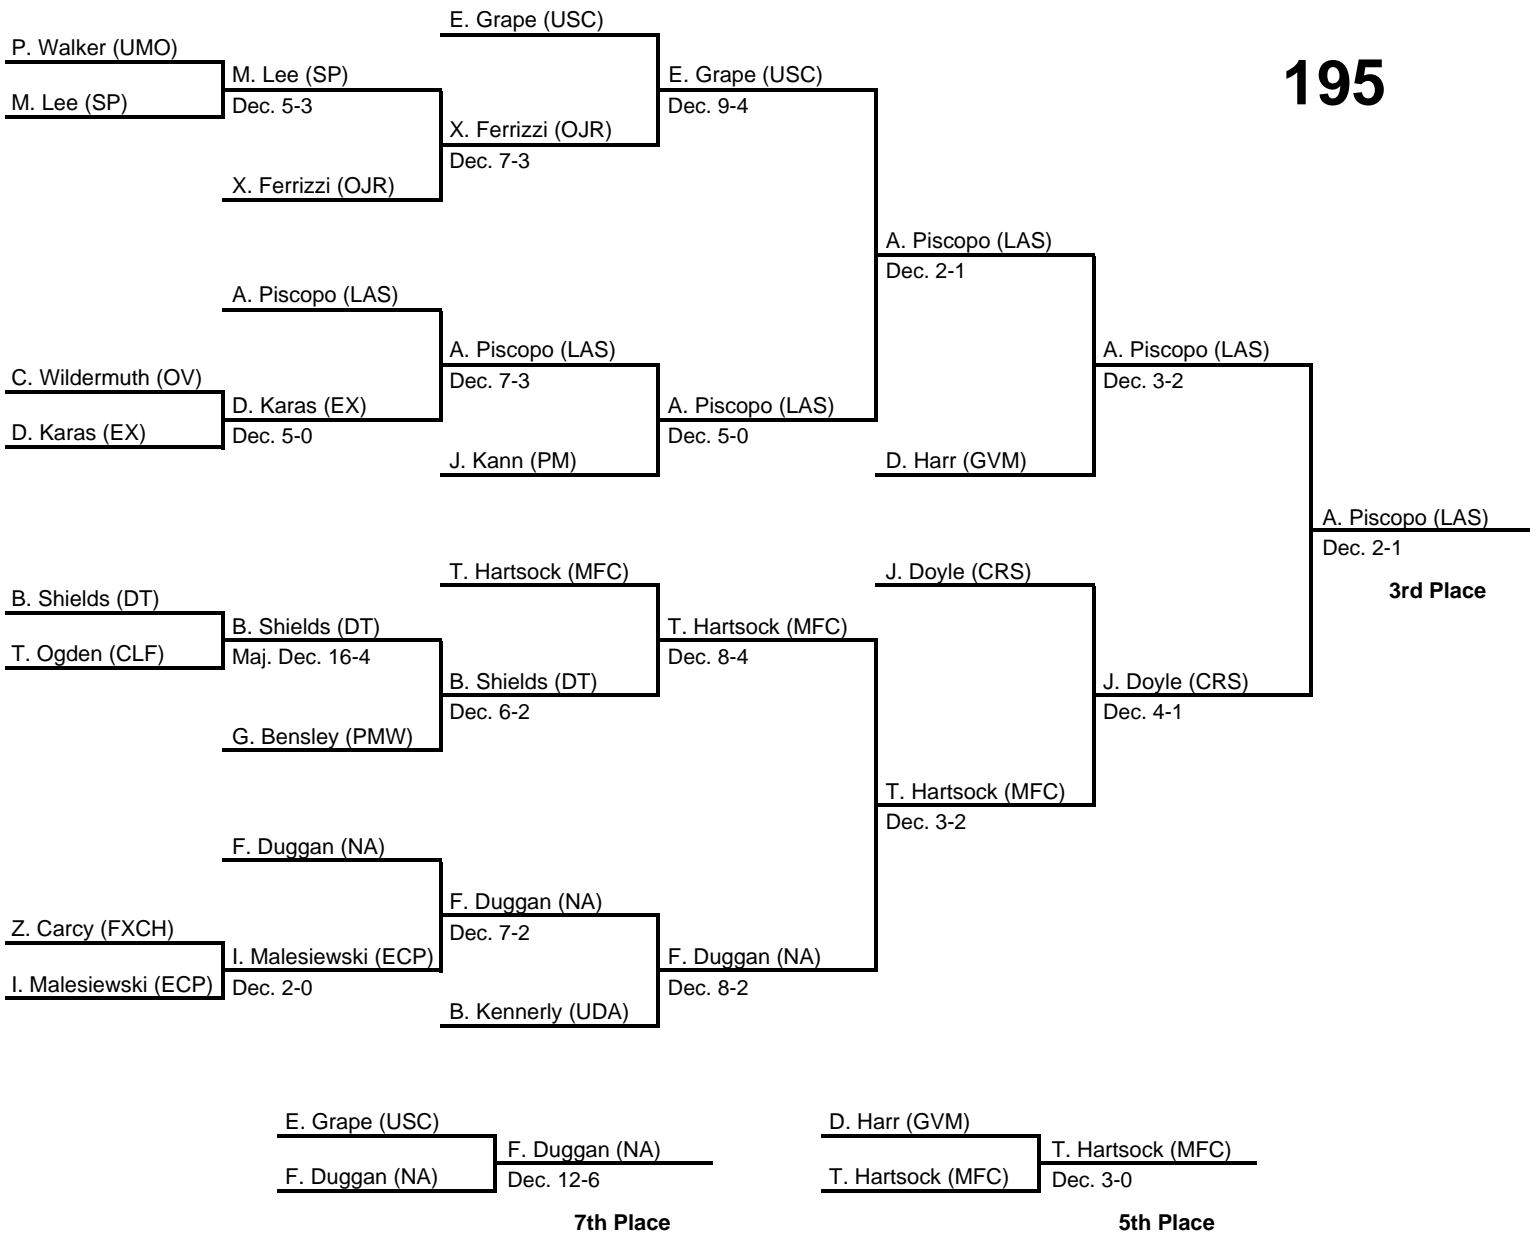 195
P. Walker (UMO)
M. Lee (SP)
C. Wildermuth (OV)
D. Karas (EX)
B. Shields (DT)
T. Ogden (CLF)
Z. Carcy (FXCH)
I. Malesiewski (ECP)
M. Lee (SP)
Dec. 5-3
X. Ferrizzi (OJR)
A. Piscopo (LAS)
D. Karas (EX)
Dec. 5-0
B. Shields (DT)
Maj. Dec. 16-4
G. Bensley (PMW)
F. Duggan (NA)
I. Malesiewski (ECP)
Dec. 2-0
E. Grape (USC)
X. Ferrizzi (OJR)
Dec. 7-3
A. Piscopo (LAS)
Dec. 7-3
J. Kann (PM)
T. Hartsock (MFC)
B. Shields (DT)
Dec. 6-2
F. Duggan (NA)
Dec. 7-2
B. Kennerly (UDA)
E. Grape (USC)
Dec. 9-4
A. Piscopo (LAS)
Dec. 5-0
T. Hartsock (MFC)
Dec. 8-4
F. Duggan (NA)
Dec. 8-2
A. Piscopo (LAS)
Dec. 2-1
D. Harr (GVM)
J. Doyle (CRS)
T. Hartsock (MFC)
Dec. 3-2
A. Piscopo (LAS)
Dec. 3-2
J. Doyle (CRS)
Dec. 4-1
A. Piscopo (LAS)
Dec. 2-1
3rd Place
E. Grape (USC)
F. Duggan (NA)
F. Duggan (NA)
Dec. 12-6
7th Place
D. Harr (GVM)
T. Hartsock (MFC)
T. Hartsock (MFC)
Dec. 3-0
5th Place